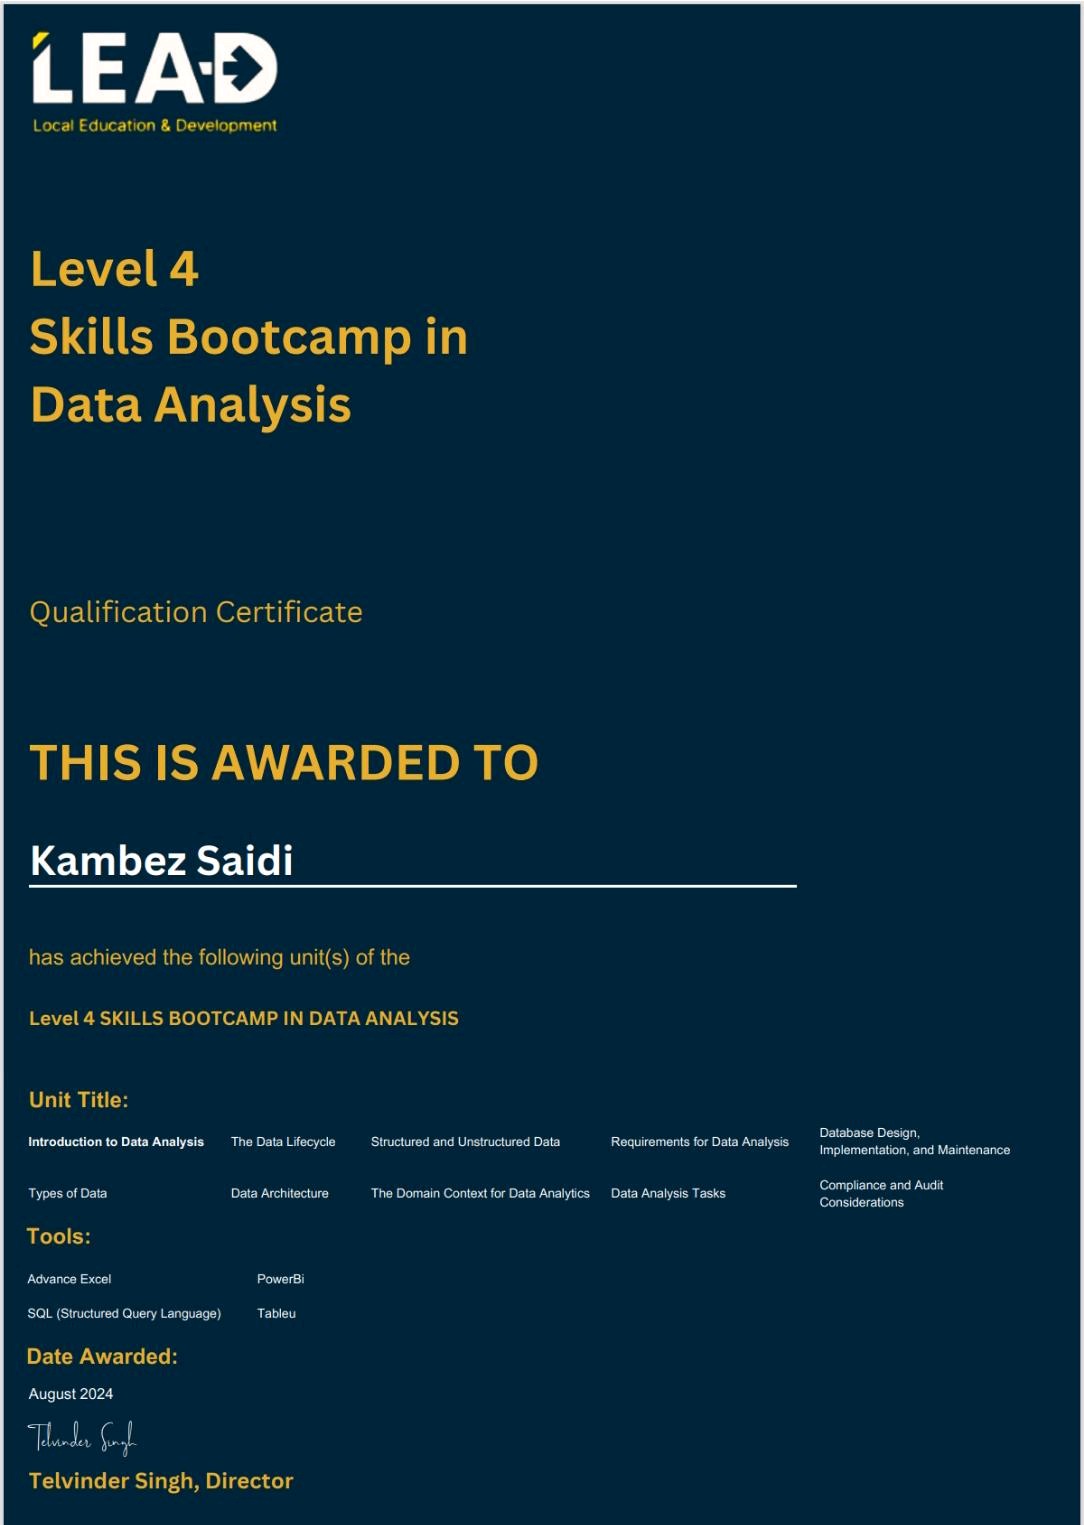 LEAD
Local Education & Development
Level 4
Skills Bootcamp in
Data Analysis
Qualification Certificate
THIS IS AWARDED TO
Kambez Saidi
has achieved the following unit(s) of the
Level 4 SKILLS BOOTCAMP IN DATA ANALYSIS
Unit Title:
Introduction to Data Analysis
The Data Lifecycle
Structured and Unstructured Data
Requirements for Data Analysis
Database Design,
Implementation, and Maintenance
Types of Data
Data Architecture
The Domain Context for Data Analytics
Data Analysis Tasks
Compliance and Audit
Considerations
Tools:
Advance Excel
PowerBi
SQL (Structured Query Language)
Tableu
Date Awarded:
August 2024
Telvinder Singh
Telvinder Singh, Director